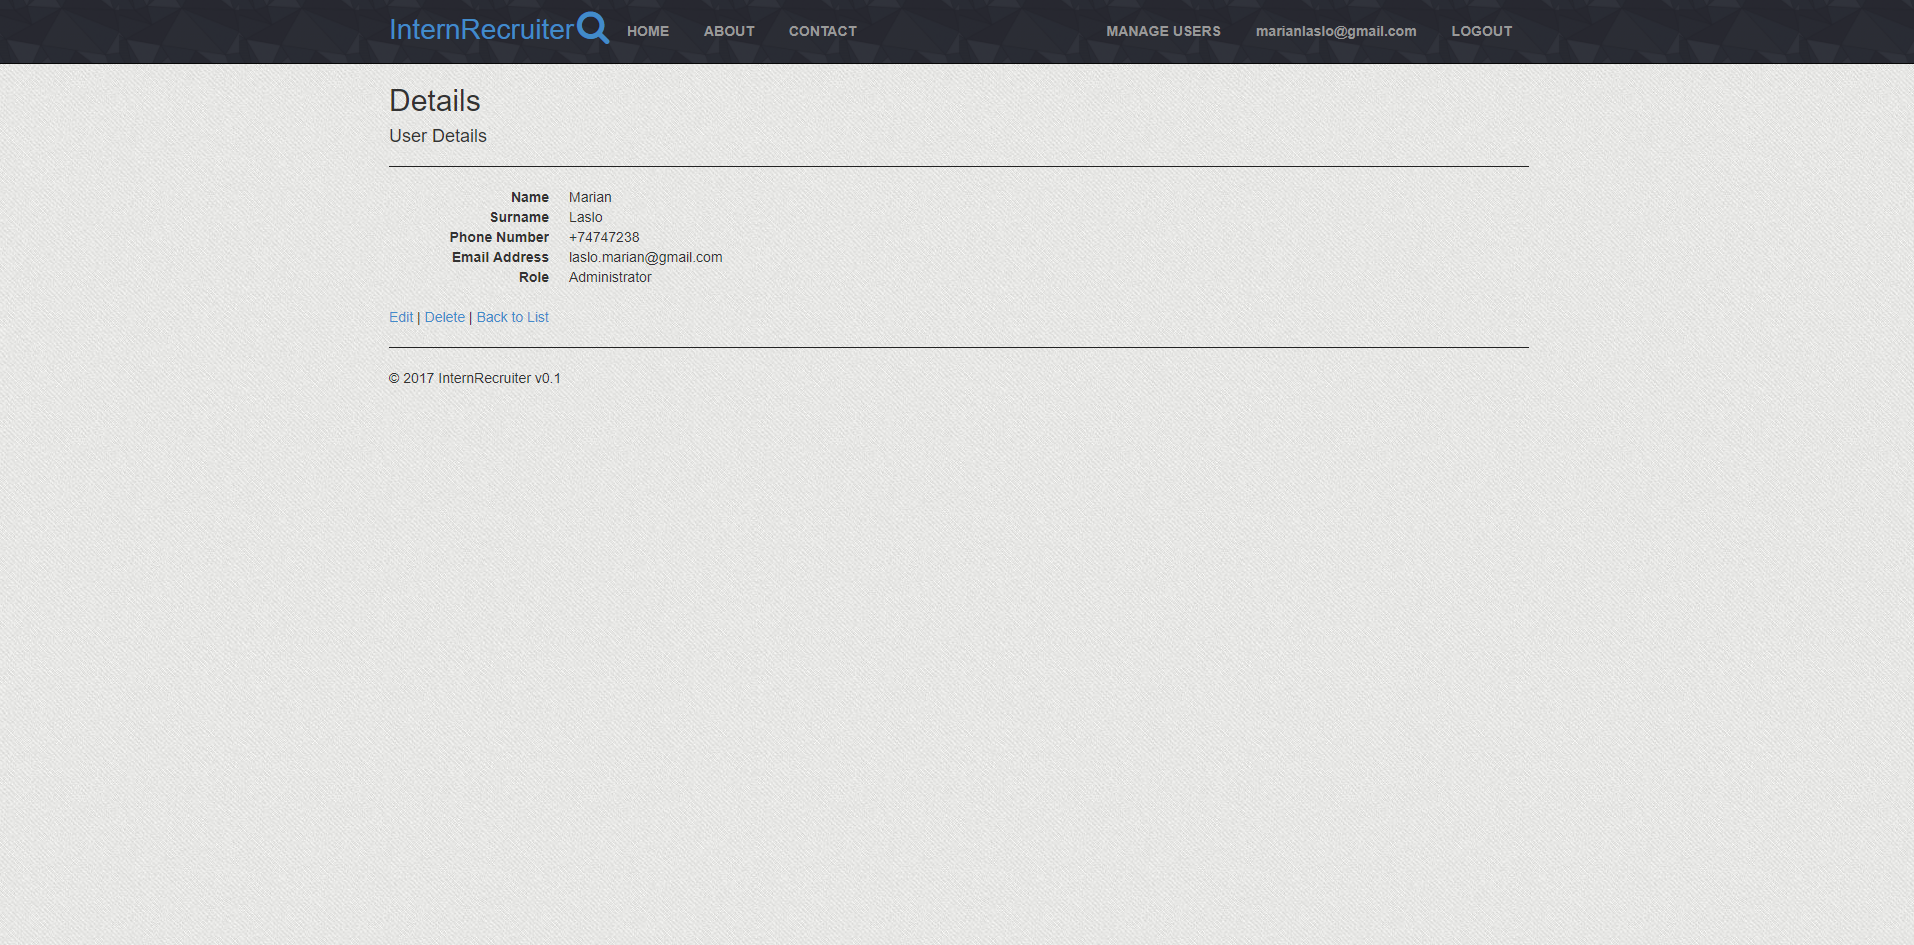 InternRecruiter HOME ABOUT CONTACT MANAGE USERS marianlaslo@gmail.com LOGOUT
Details
User Details
Name Marian
Surname Laslo
Phone Number +74747238
Email Address laslo.marian@gmail.com
Role Administrator
Edit | Delete | Back to List
© 2017 InternRecruiter v0.1